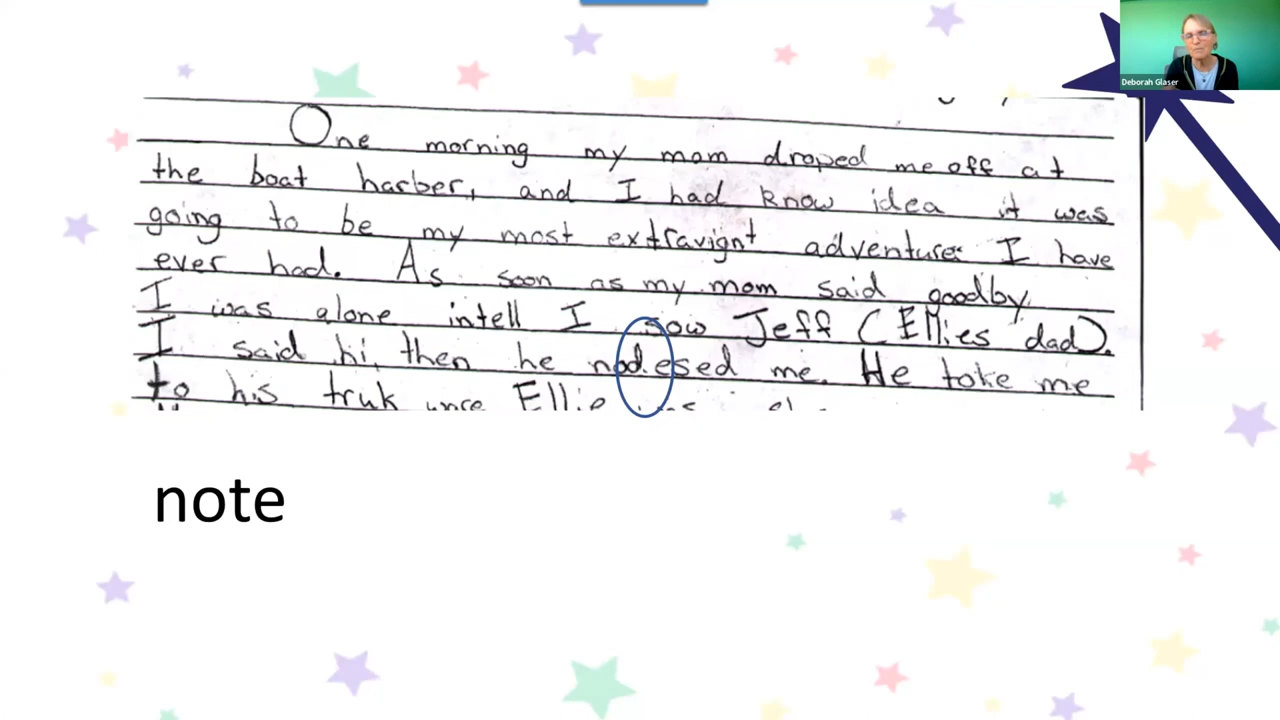 Deborah Glaser
One morning my mom droped me off at
the boat harber, and I had know idea it was
going to be my most extravignt adventure I have
ever had. As soon as my mom said goodby
I was alone intell I sow Jeff (Ellies dad).
I said hi, then he nodesed me. He toke me
to his truk unce Ellie
note